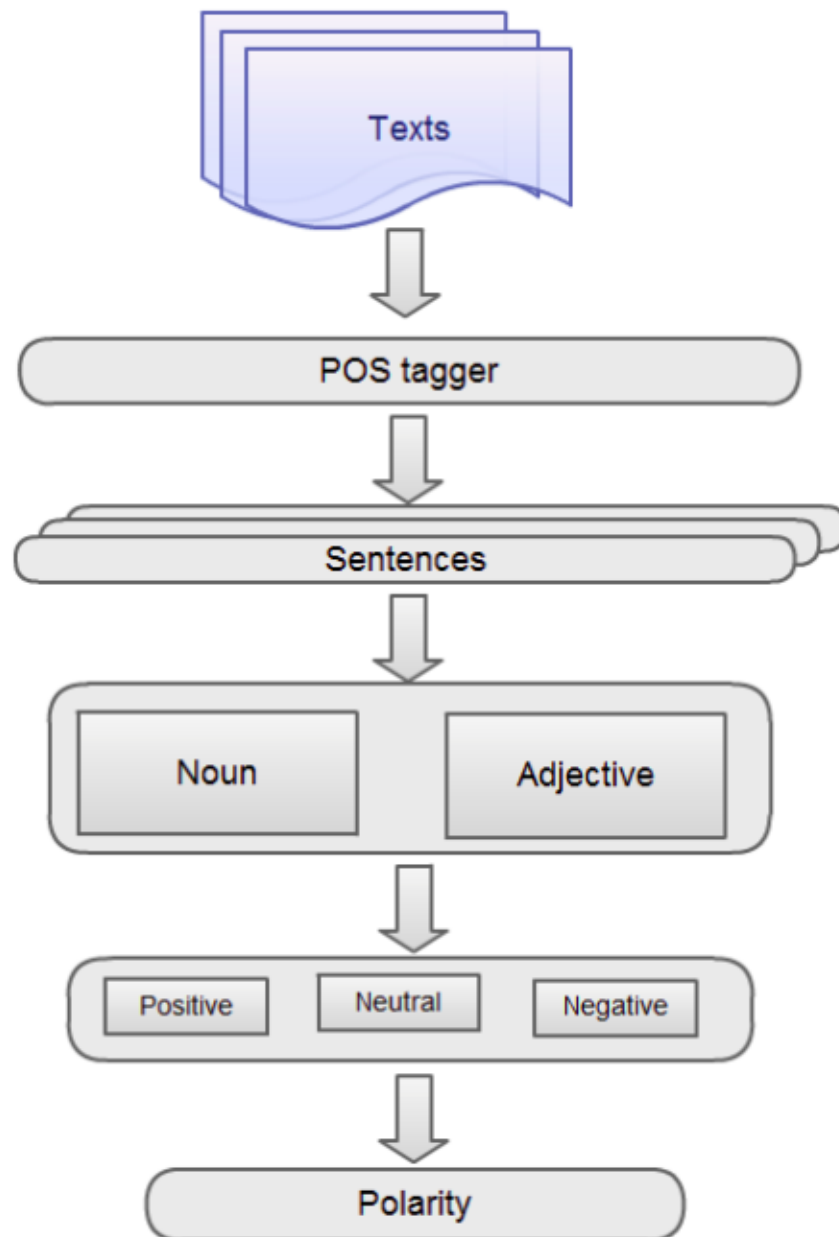 Texts
POS tagger
Sentences
Noun Adjective
Positive Neutral Negative
Polarity